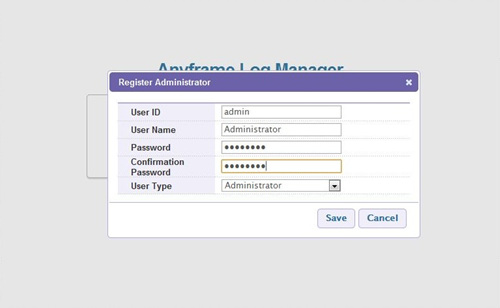 Anyframe Log Manager
Register Administrator
User ID admin
User Name Administrator
Password ●●●●●●●●
Confirmation
Password ●●●●●●●●
User Type Administrator
Save Cancel